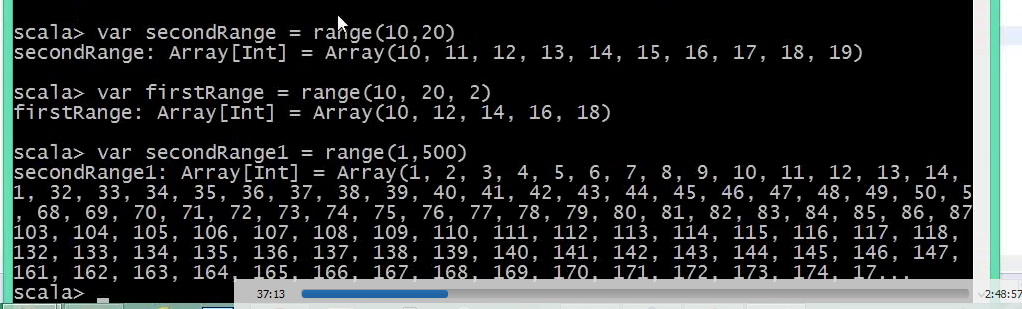 scala> var secondRange = range(10,20)
secondRange: Array[Int] = Array(10, 11, 12, 13, 14, 15, 16, 17, 18, 19)
scala> var firstRange = range(10, 20, 2)
firstRange: Array[Int] = Array(10, 12, 14, 16, 18)
scala> var secondRange1 = range(1,500)
secondRange1: Array[Int] = Array(1, 2, 3, 4, 5, 6, 7, 8, 9, 10, 11, 12, 13, 14,
1, 32, 33, 34, 35, 36, 37, 38, 39, 40, 41, 42, 43, 44, 45, 46, 47, 48, 49, 50, 5
, 68, 69, 70, 71, 72, 73, 74, 75, 76, 77, 78, 79, 80, 81, 82, 83, 84, 85, 86, 87
103, 104, 105, 106, 107, 108, 109, 110, 111, 112, 113, 114, 115, 116, 117, 118,
132, 133, 134, 135, 136, 137, 138, 139, 140, 141, 142, 143, 144, 145, 146, 147,
161, 162, 163, 164, 165, 166, 167, 168, 169, 170, 171, 172, 173, 174, 17...
scala>
37:13
2:48:57